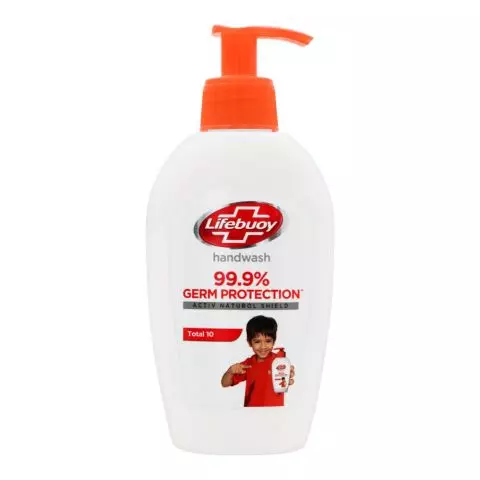 Lifebuoy
handwash
99.9%
GERM PROTECTION
ACTIV NATUROL SHIELD
Total 10